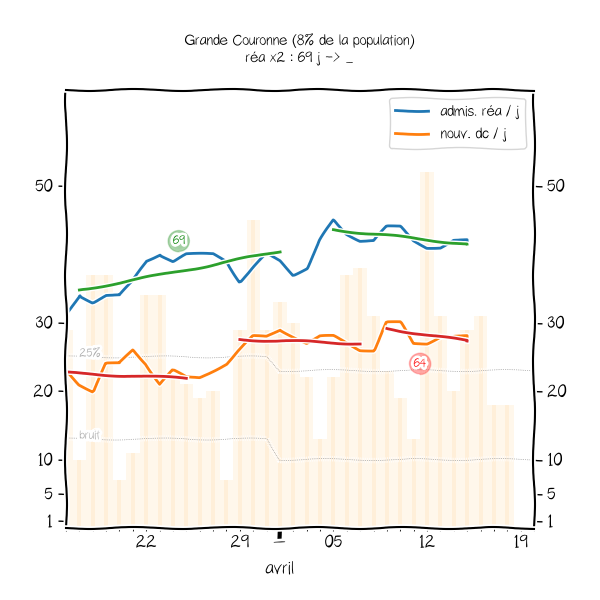 Grande Couronne (8% de la population)
réa x2 : 69 j -> _
admis. réa / j
nouv. dc / j
50 50
69
30 30
25%
64
20 20
bruit
10 10
5 5
1 1
22 29 05 12 19
avril